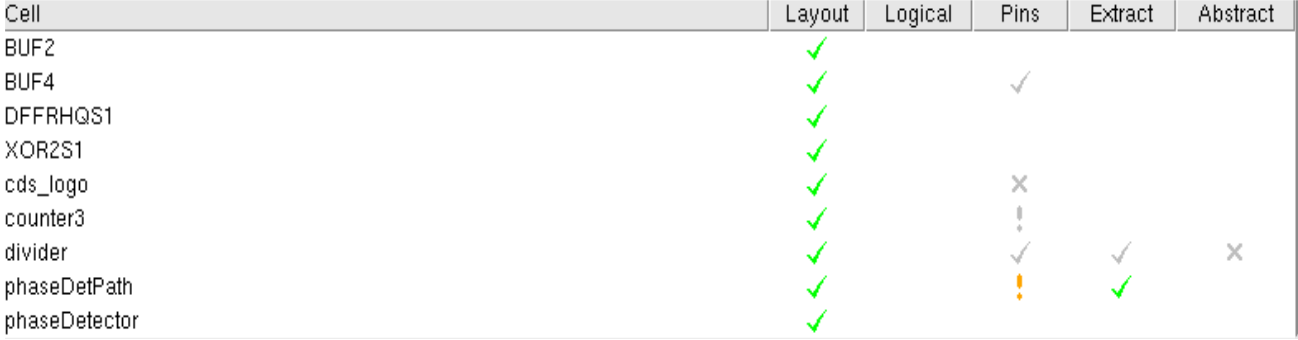 Cell Layout Logical Pins Extract Abstract
BUF2
BUF4
DFFRHQS1
XOR2S1
cds_logo
counter3
divider
phaseDetPath
phaseDetector